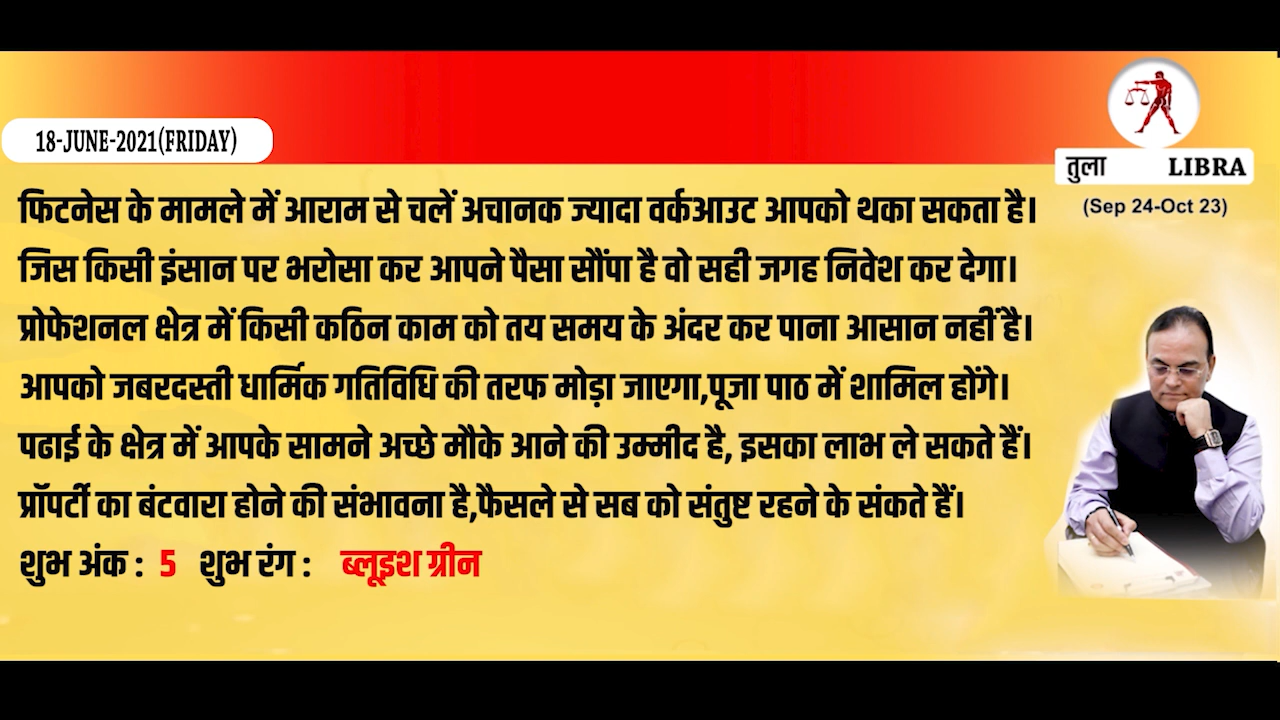 18-JUNE-2021(FRIDAY)
तुला LIBRA
(Sep 24-Oct 23)
फिटनेस के मामले में आराम से चलें अचानक ज्यादा वर्कआउट आपको थका सकता है।
जिस किसी इंसान पर भरोसा कर आपने पैसा सौंपा है वो सही जगह निवेश कर देगा।
प्रोफेशनल क्षेत्र में किसी कठिन काम को तय समय के अंदर कर पाना आसान नहीं है।
आपको जबरदस्ती धार्मिक गतिविधि की तरफ मोड़ा जाएगा,पूजा पाठ में शामिल होंगे।
पढाई के क्षेत्र में आपके सामने अच्छे मौके आने की उम्मीद है, इसका लाभ ले सकते हैं।
प्रॉपर्टी का बंटवारा होने की संभावना है,फैसले से सब को संतुष्ट रहने के संकते हैं।
शुभ अंक : 5 शुभ रंग : ब्लूइश ग्रीन